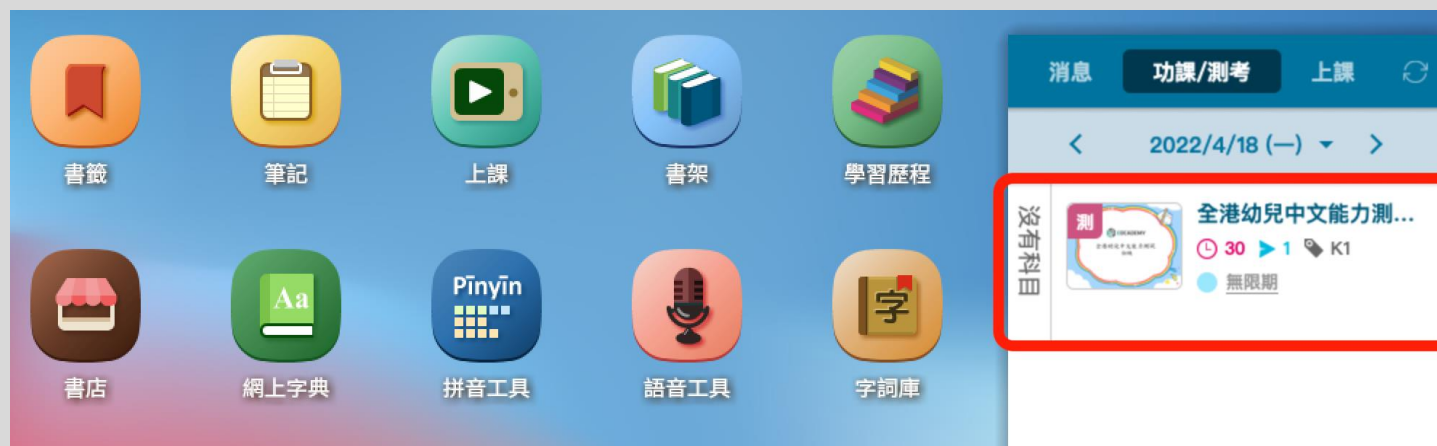 消息
功課/測考
上課
2022/4/18 (一)
書籤
筆記
上課
書架
學習歷程
沒有科目
測
全港幼兒中文能力測...
30
1
K1
無限期
Aa
Pīnyīn
字
書店
網上字典
拼音工具
語音工具
字詞庫